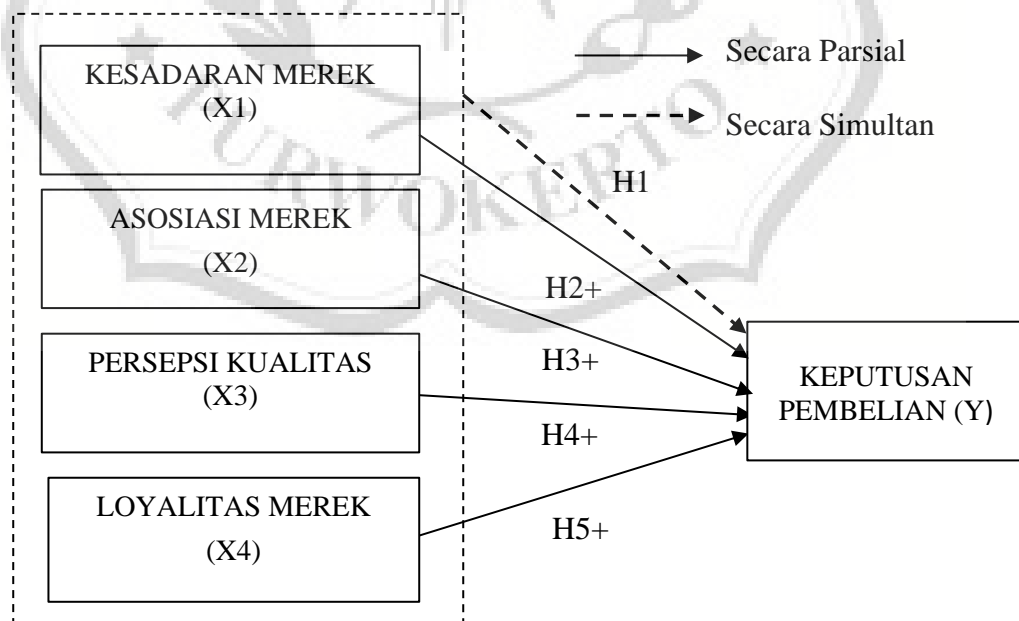 KESADARAN MEREK
(X1)
ASOSIASI MEREK
(X2)
PERSEPSI KUALITAS
(X3)
LOYALITAS MEREK
(X4)
Secara Parsial
Secara Simultan
H1
H2+
H3+
H4+
H5+
KEPUTUSAN
PEMBELIAN (Y)
PURWOKERTO